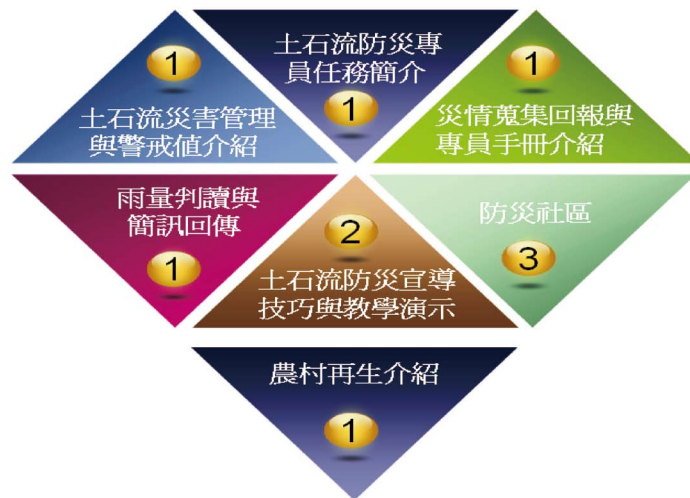 1
土石流災害管理
與警戒值介紹
土石流防災專
員任務簡介
1
1
災情蒐集回報與
專員手冊介紹
雨量判讀與
簡訊回傳
1
2
土石流防災宣導
技巧與教學演示
防災社區
3
農村再生介紹
1